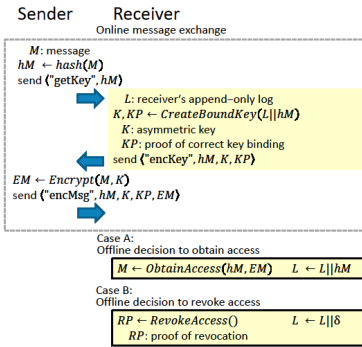 Sender Receiver
Online message exchange
M: message
hM ← hash(M)
send ⟨"getKey", hM⟩
L: receiver's append–only log
K, KP ← CreateBoundKey(L||hM)
K: asymmetric key
KP: proof of correct key binding
send ⟨"encKey", hM, K, KP⟩
EM ← Encrypt(M, K)
send ⟨"encMsg", hM, K, KP, EM⟩
Case A:
Offline decision to obtain access
M ← ObtainAccess(hM, EM) L ← L||hM
Case B:
Offline decision to revoke access
RP ← RevokeAccess() L ← L||δ
RP: proof of revocation